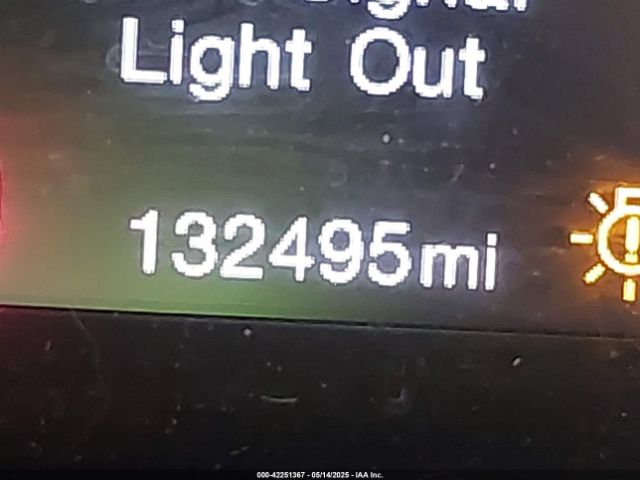 Light Out
132495mi
000-42251367 - 05/14/2025 - IAA Inc.